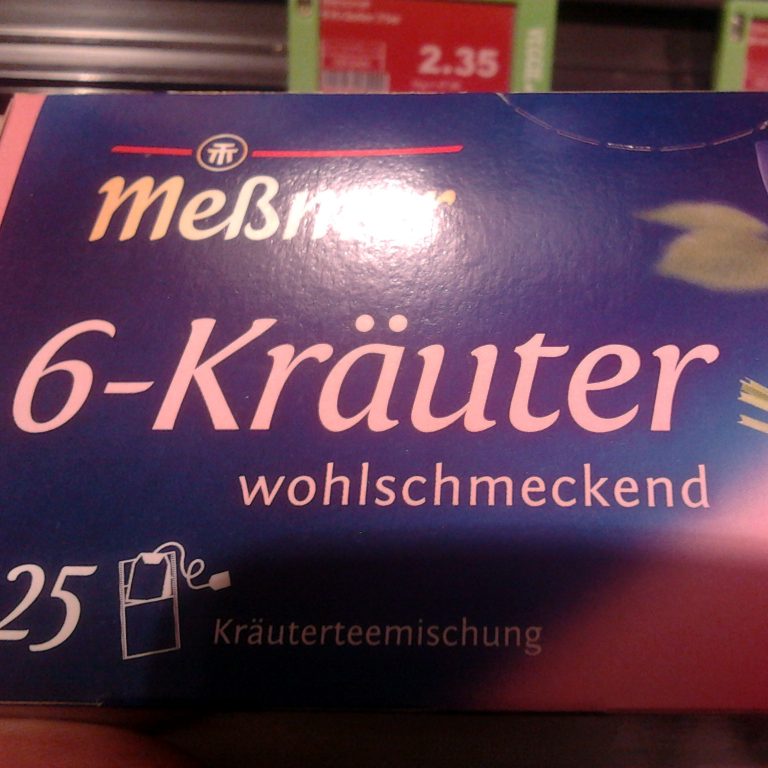 2.35
Meßmer
6-Kräuter
wohlschmeckend
25
Kräuterteemischung